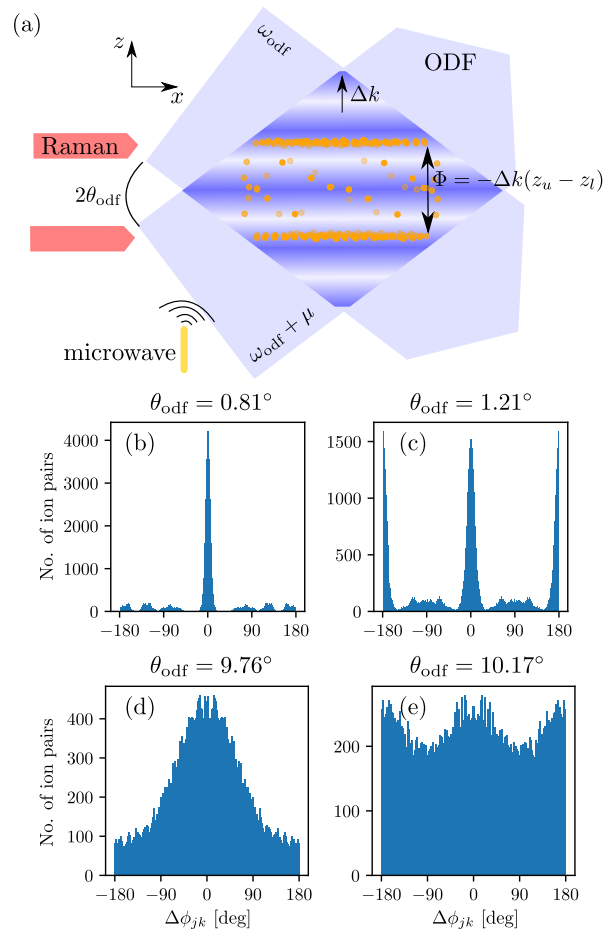 (a)
z
x
ω_odf
ODF
Δk
Raman
2θ_odf
Φ = −Δk(z_u − z_l)
ω_odf + μ
microwave
θ_odf = 0.81°
θ_odf = 1.21°
(b)
(c)
No. of ion pairs
4000
3000
2000
1000
0
−180 −90 0 90 180
1500
1000
500
0
−180 −90 0 90 180
θ_odf = 9.76°
θ_odf = 10.17°
(d)
(e)
No. of ion pairs
400
300
200
100
0
−180 −90 0 90 180
Δϕ_jk [deg]
200
100
0
−180 −90 0 90 180
Δϕ_jk [deg]